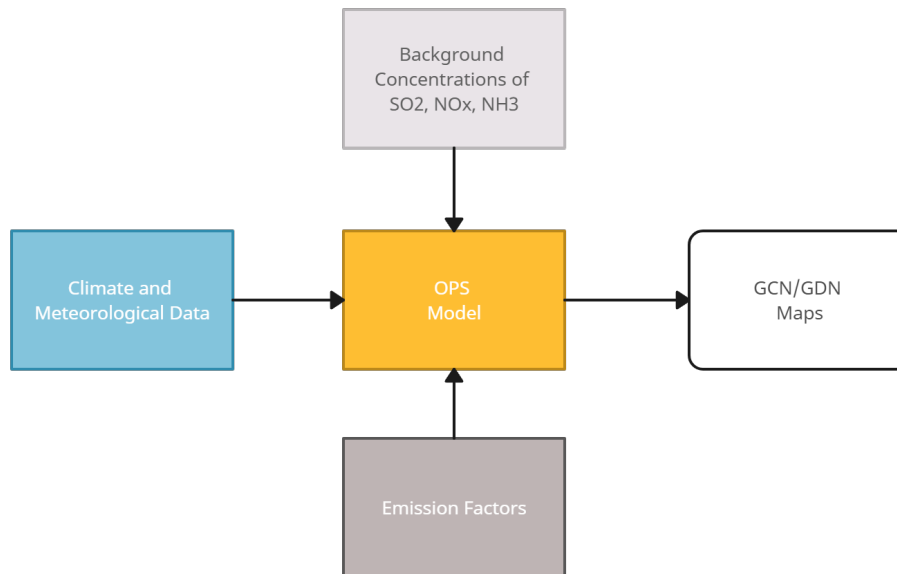 Background
Concentrations of
SO2, NOx, NH3
Climate and
Meteorological Data
OPS
Model
GCN/GDN
Maps
Emission Factors